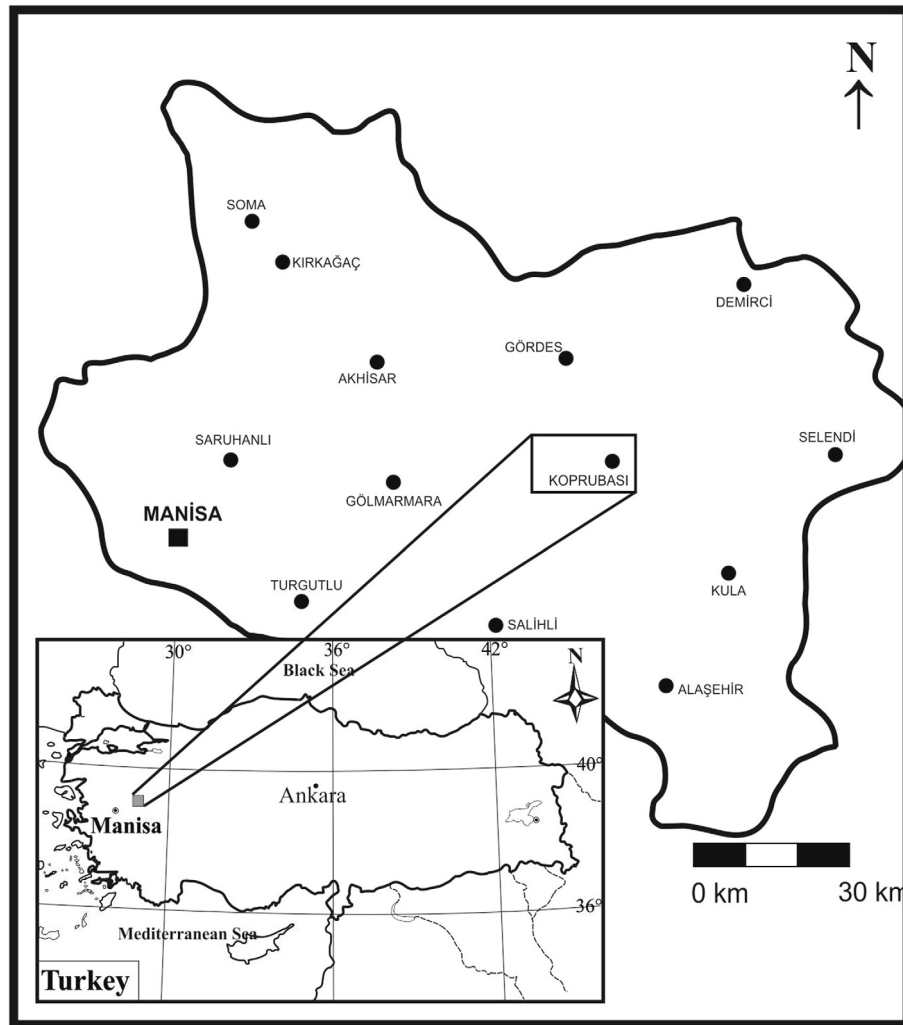 N
SOMA
KIRKAĞAÇ
DEMİRCİ
GÖRDES
AKHİSAR
SARUHANLI
SELENDİ
KOPRUBASI
GÖLMARMARA
MANİSA
KULA
TURGUTLU
SALİHLİ
ALAŞEHİR
30°
36°
42°
N
Black Sea
40°
Ankara
Manisa
36°
Mediterranean Sea
Turkey
0 km
30 km